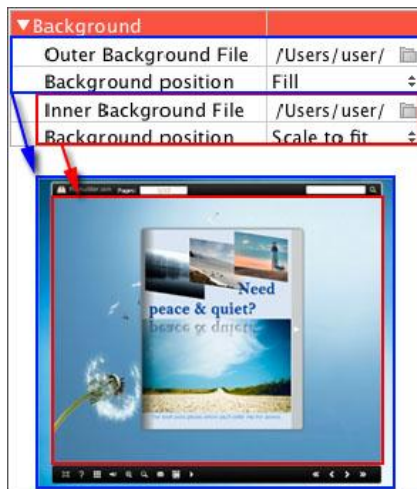 ▼Background
Outer Background File /Users/user/
Background position Fill
Inner Background File /Users/user/
Background position Scale to fit
Pages:
Need
peace & quiet?